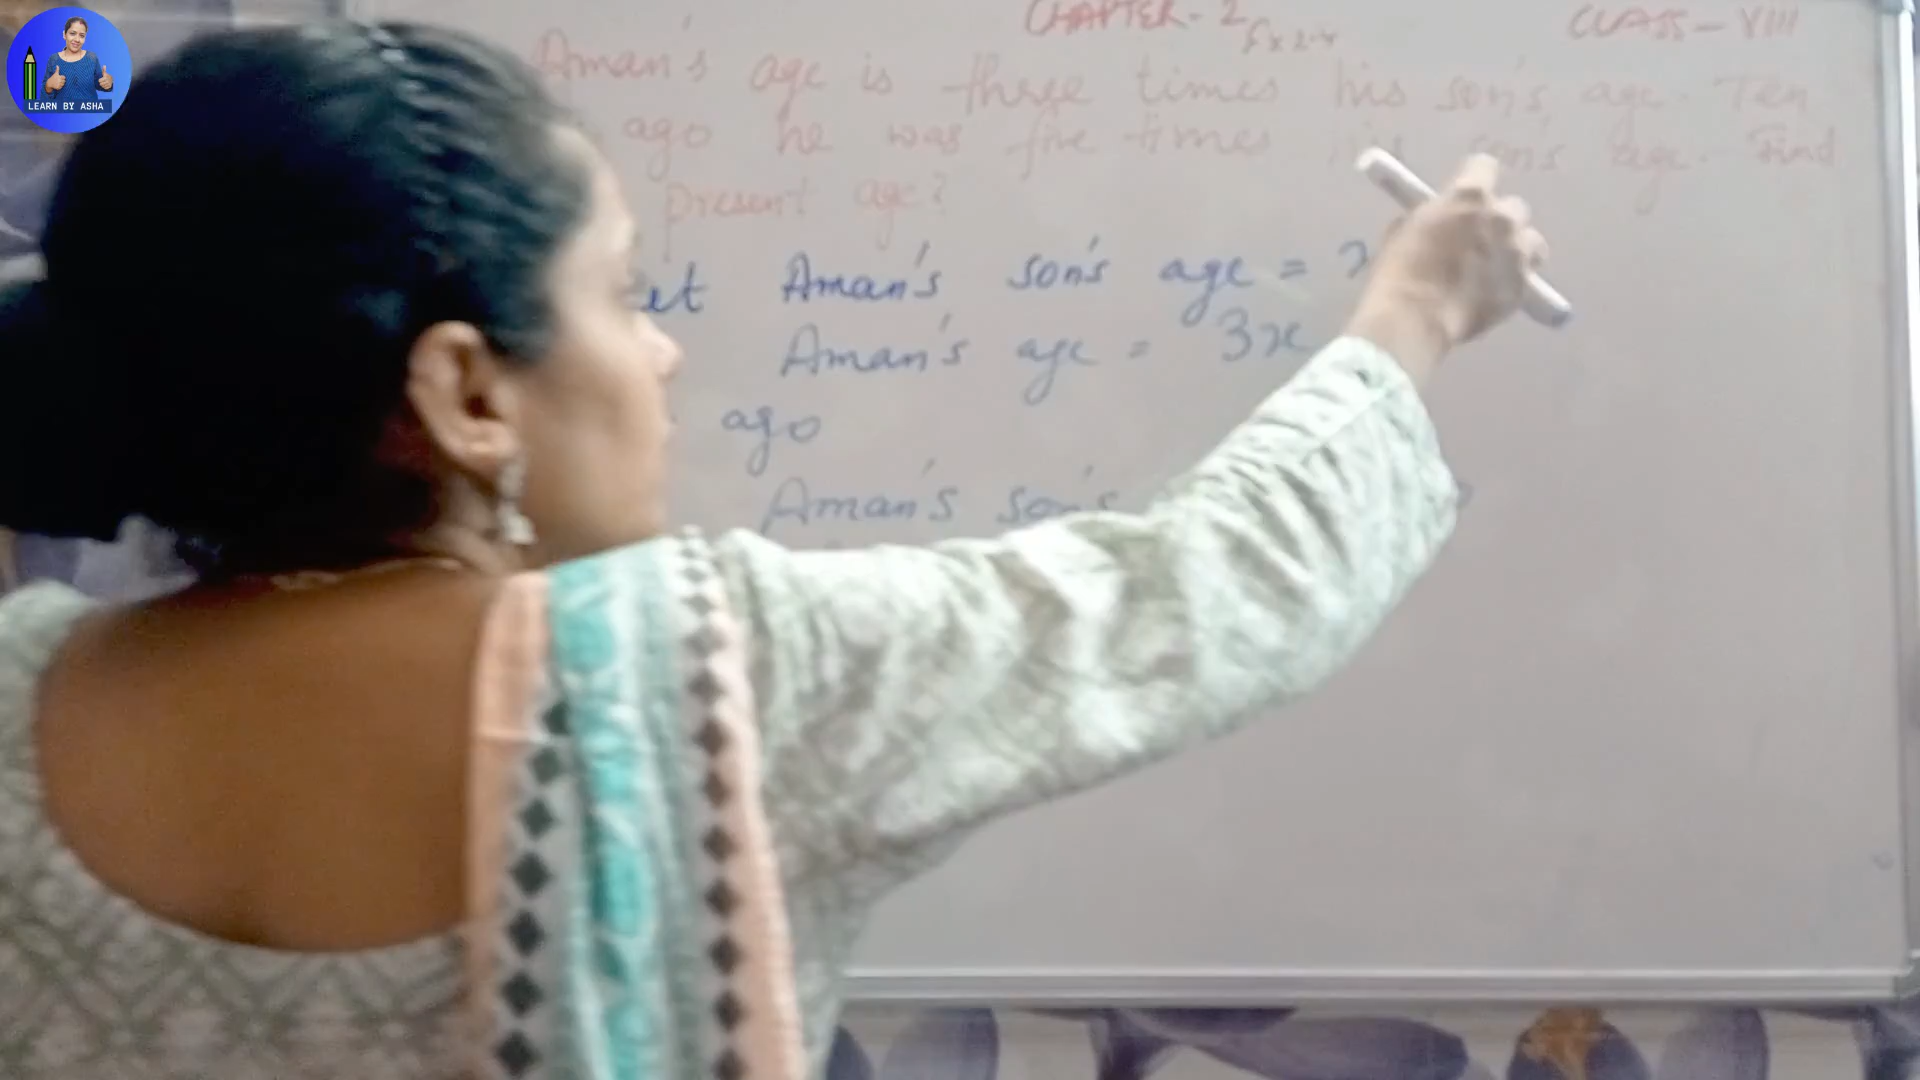 LEARN BY ASHA
CHAPTER-2
CLASS-VIII
Aman's age is three times his son's age. Ten
ago he was five times his son's age. Find
present age?
Aman's son's age =
Aman's age = 3x
ago
Aman's son's